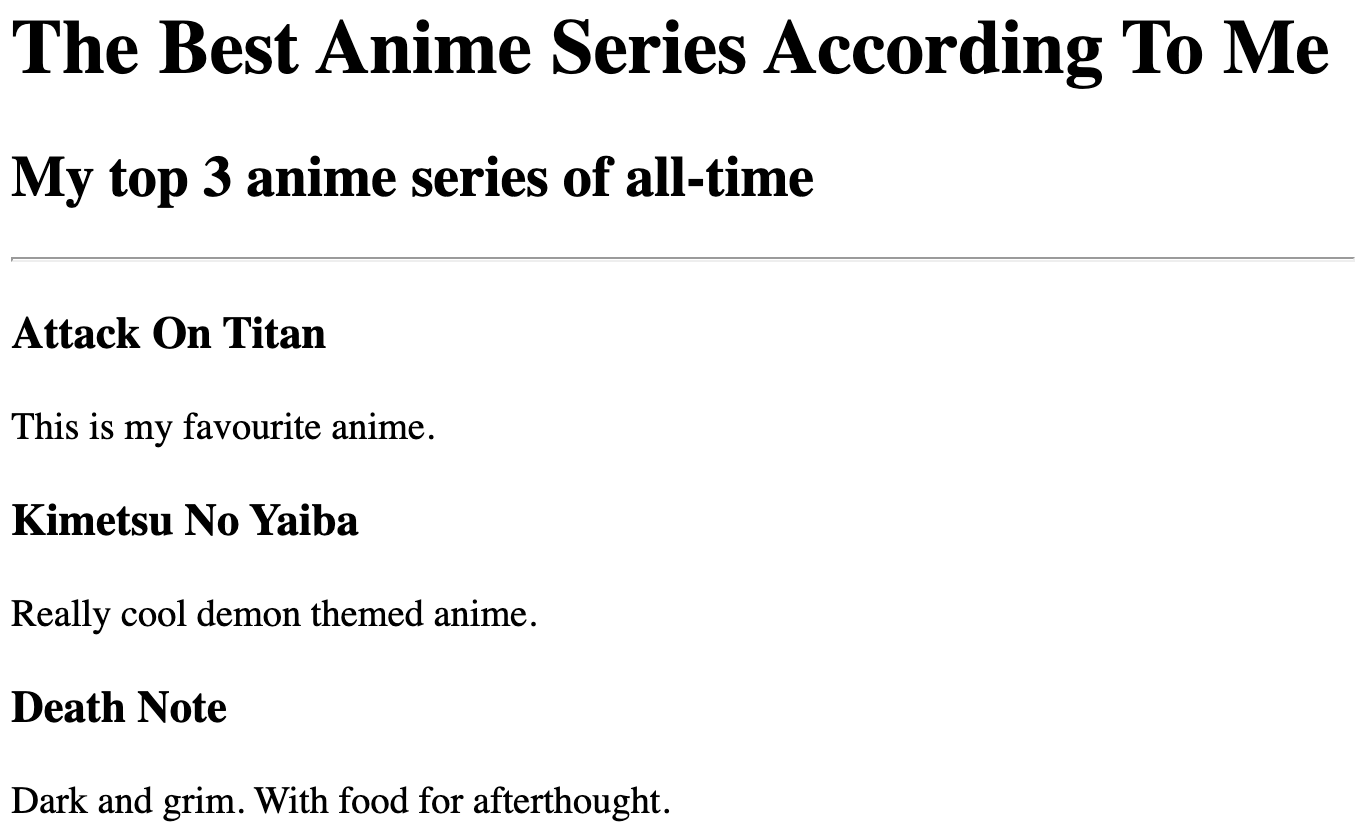 The Best Anime Series According To Me
My top 3 anime series of all-time
Attack On Titan
This is my favourite anime.
Kimetsu No Yaiba
Really cool demon themed anime.
Death Note
Dark and grim. With food for afterthought.